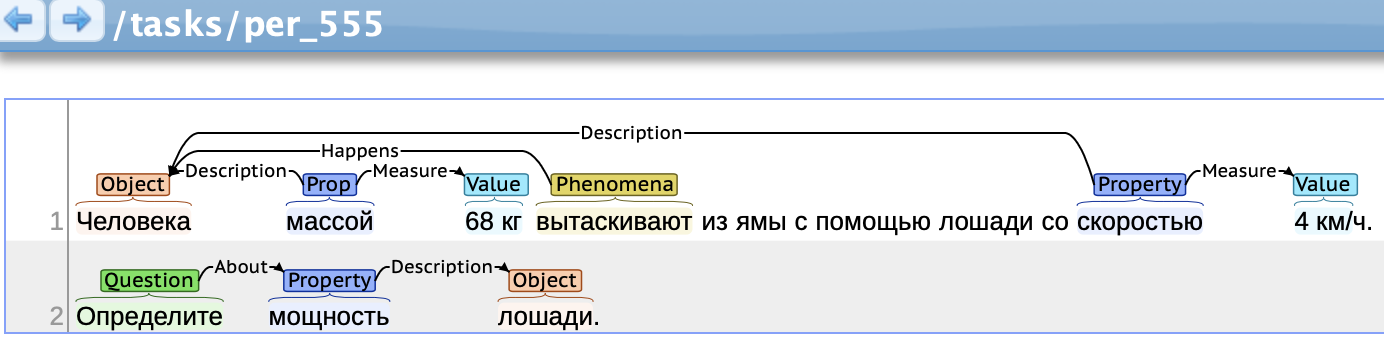 /tasks/per_555
Description
Happens
Description Measure Measure
Object Prop Value Phenomena Property Value
1 Человека массой 68 кг вытаскивают из ямы с помощью лошади со скоростью 4 км/ч.
About Description
Question Property Object
2 Определите мощность лошади.